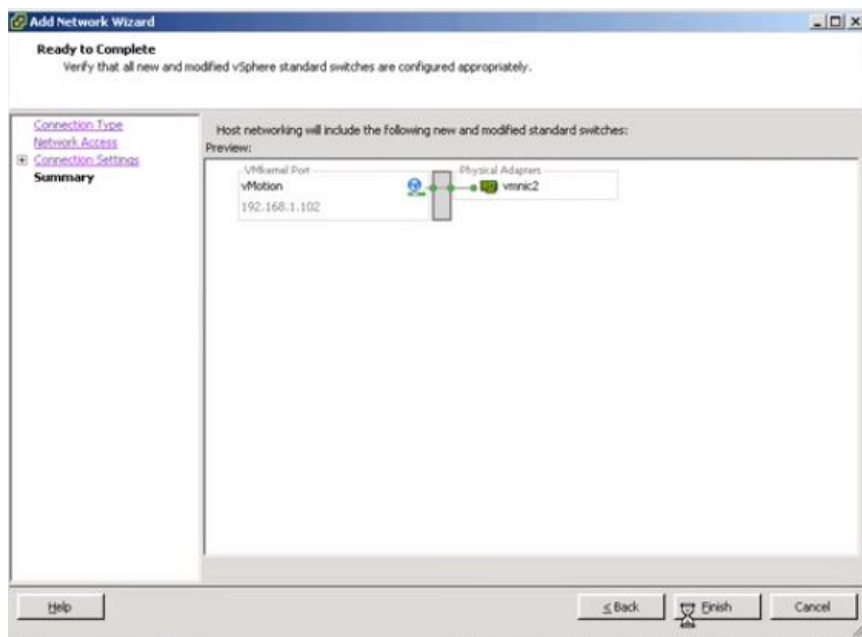 Add Network Wizard
Ready to Complete
Verify that all new and modified vSphere standard switches are configured appropriately.
Connection Type
Network Access
Connection Settings
Summary
Host networking will include the following new and modified standard switches:
Preview:
VMkernel Port
Physical Adapters
vMotion
vmnic2
192.168.1.102
Help
≤ Back
Finish
Cancel